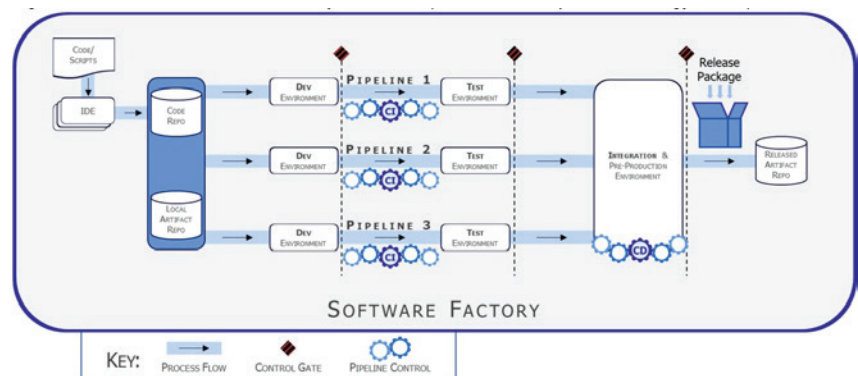 CODE/
SCRIPTS
IDE
CODE
REPO
LOCAL
ARTIFACT
REPO
DEV
ENVIRONMENT
PIPELINE 1
CI
TEST
ENVIRONMENT
DEV
ENVIRONMENT
PIPELINE 2
CI
TEST
ENVIRONMENT
DEV
ENVIRONMENT
PIPELINE 3
CI
TEST
ENVIRONMENT
INTEGRATION &
PRE-PRODUCTION
ENVIRONMENT
CD
Release
Package
RELEASED
ARTIFACT
REPO
SOFTWARE FACTORY
KEY:
PROCESS FLOW
CONTROL GATE
PIPELINE CONTROL